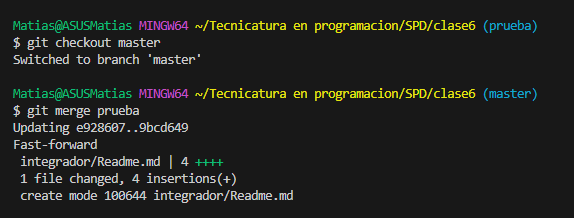 Matias@ASUSMatias MINGW64 ~/Tecnicatura en programacion/SPD/clase6 (prueba)
$ git checkout master
Switched to branch 'master'
Matias@ASUSMatias MINGW64 ~/Tecnicatura en programacion/SPD/clase6 (master)
$ git merge prueba
Updating e928607..9bcd649
Fast-forward
 integrador/Readme.md | 4 ++++
 1 file changed, 4 insertions(+)
 create mode 100644 integrador/Readme.md